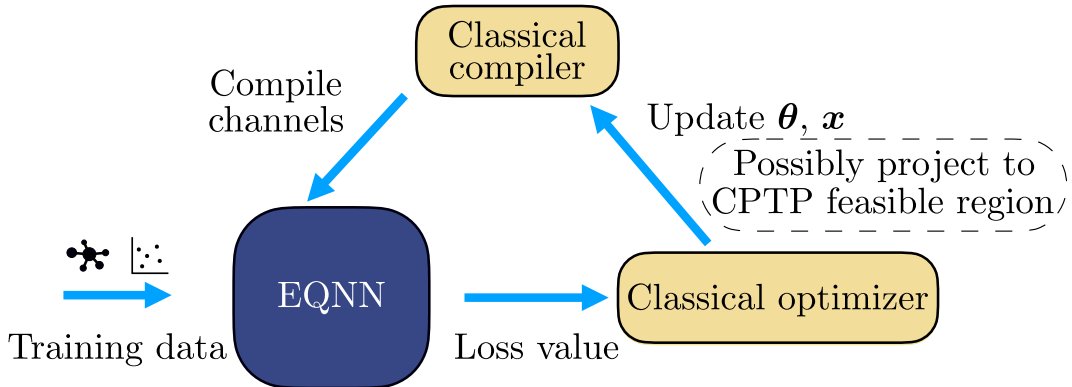 Classical
compiler
Compile
channels
Update θ, x
Possibly project to
CPTP feasible region
EQNN
Classical optimizer
Training data
Loss value